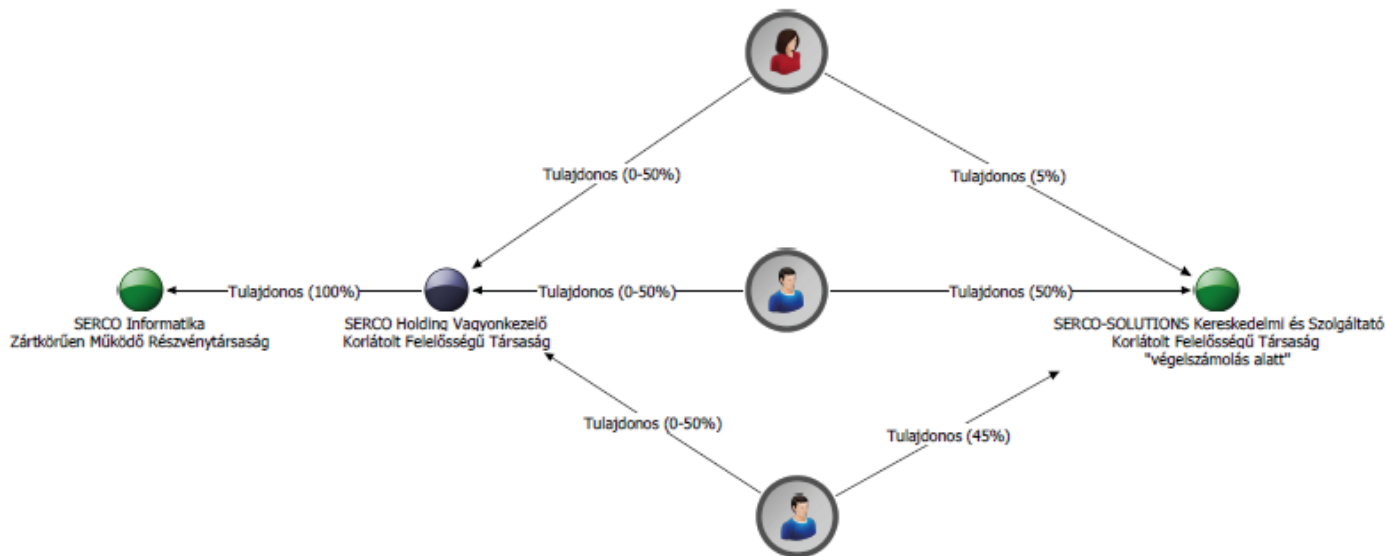 Tulajdonos (0-50%)
Tulajdonos (5%)
Tulajdonos (100%)
Tulajdonos (0-50%)
Tulajdonos (50%)
SERCO Informatika
Zártkörűen Működő Részvénytársaság
SERCO Holding Vagyonkezelő
Korlátolt Felelősségű Társaság
SERCO-SOLUTIONS Kereskedelmi és Szolgáltató
Korlátolt Felelősségű Társaság
"végelszámolás alatt"
Tulajdonos (0-50%)
Tulajdonos (45%)